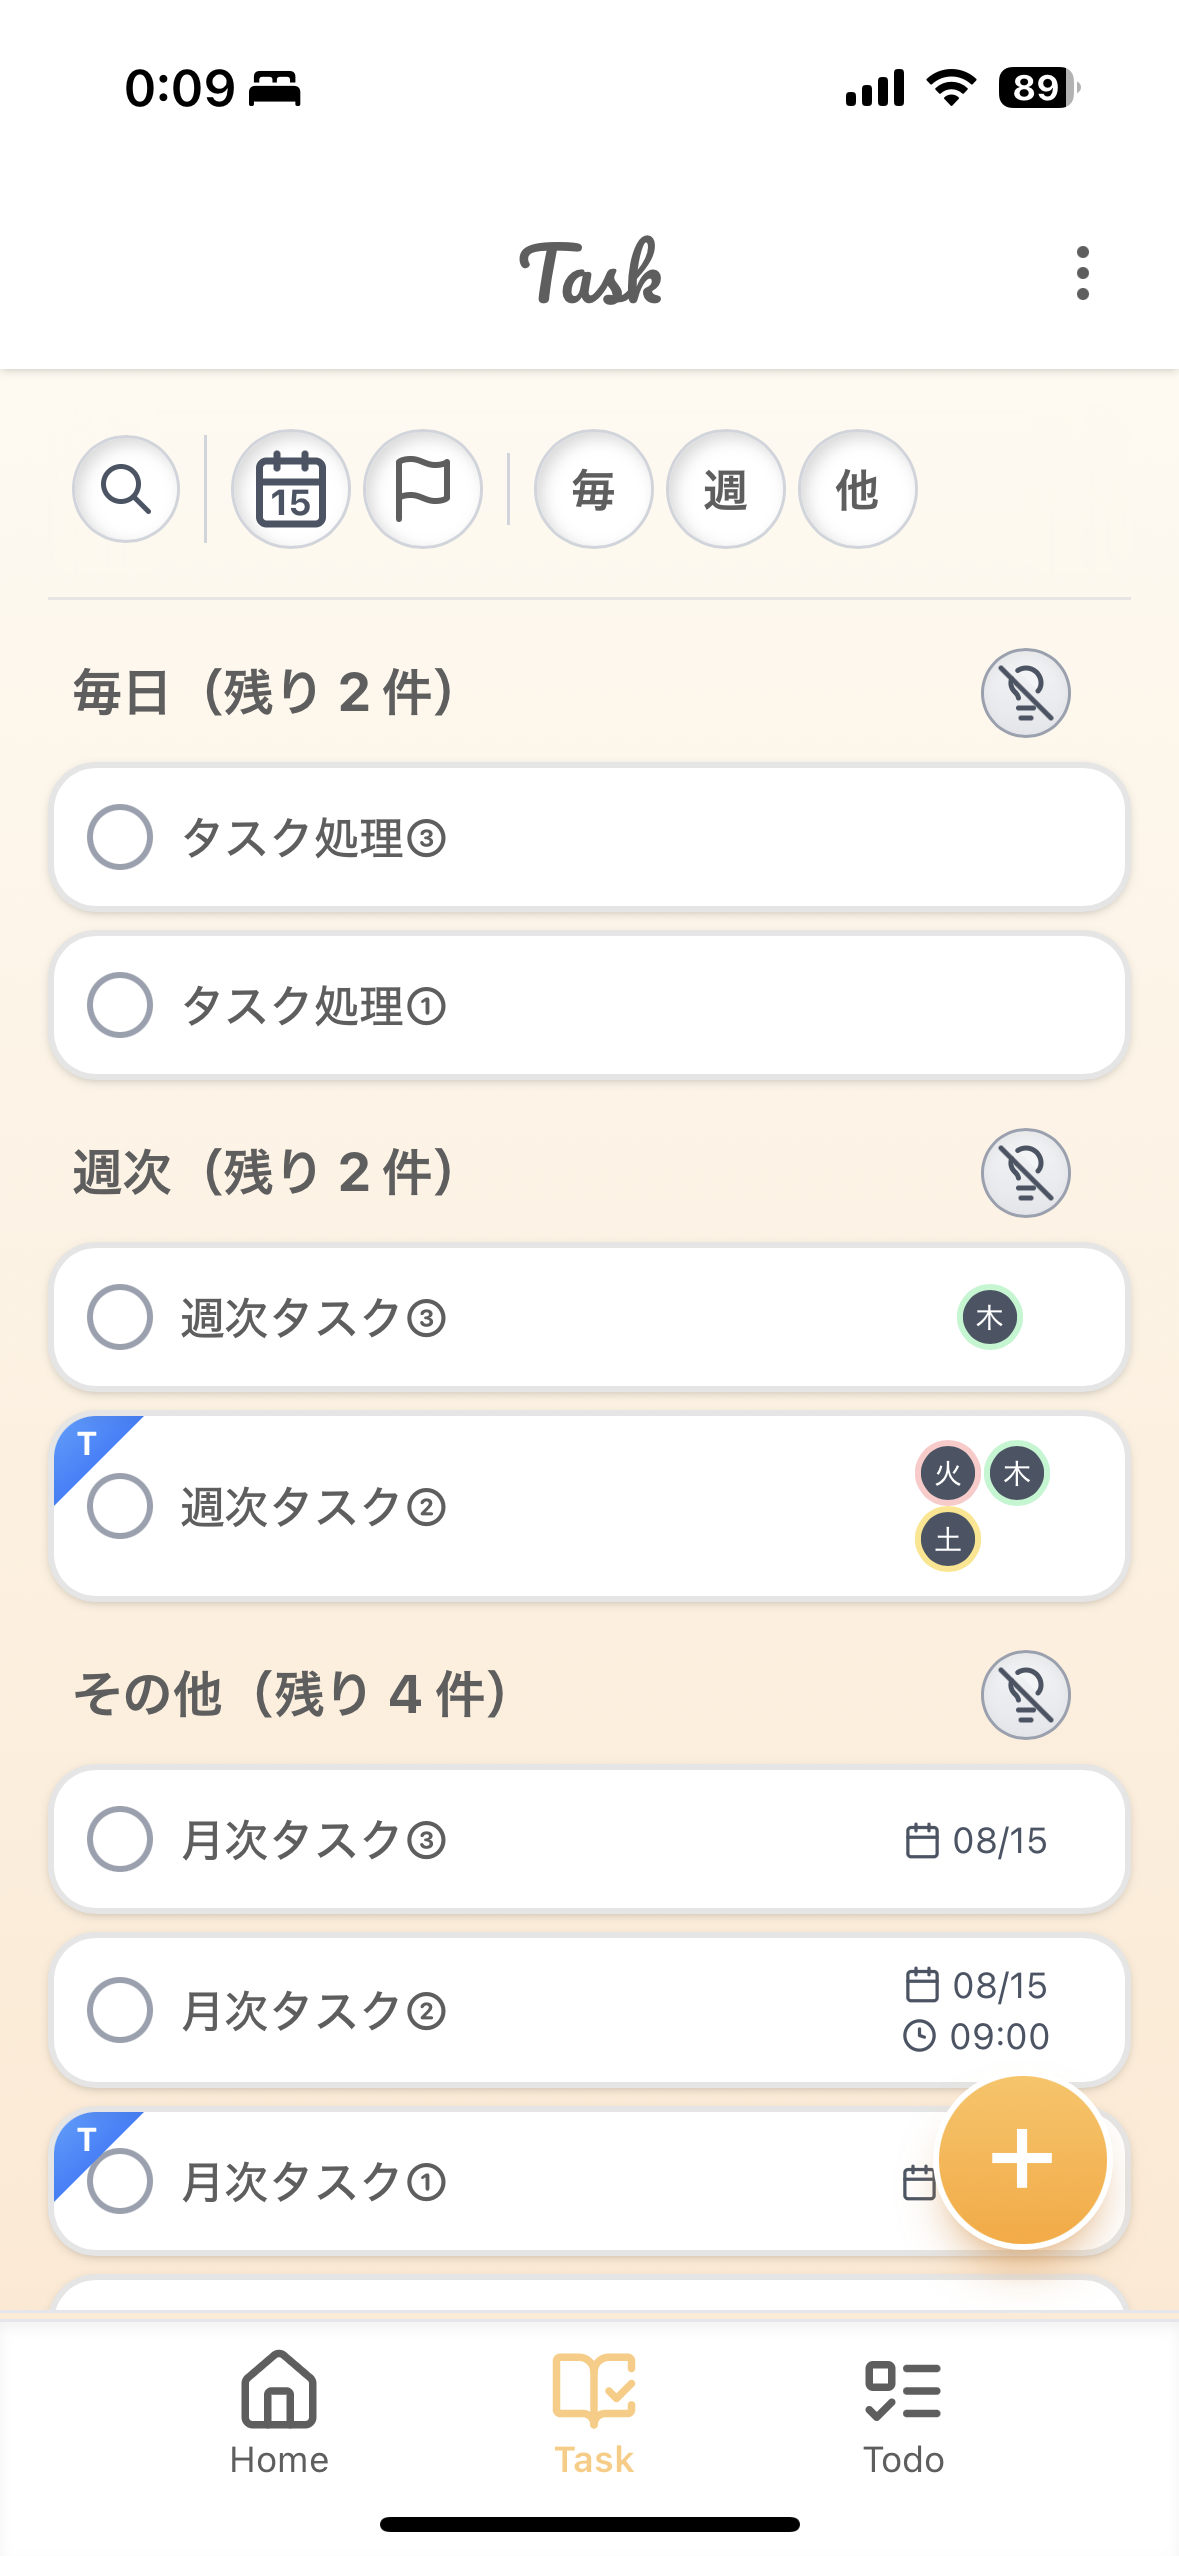 0:09
89
Task
15
毎
週
他
毎日（残り 2 件）
タスク処理③
タスク処理①
週次（残り 2 件）
週次タスク③
木
T
週次タスク②
火 木
土
その他（残り 4 件）
月次タスク③
08/15
月次タスク②
08/15
09:00
T
月次タスク①
Home
Task
Todo